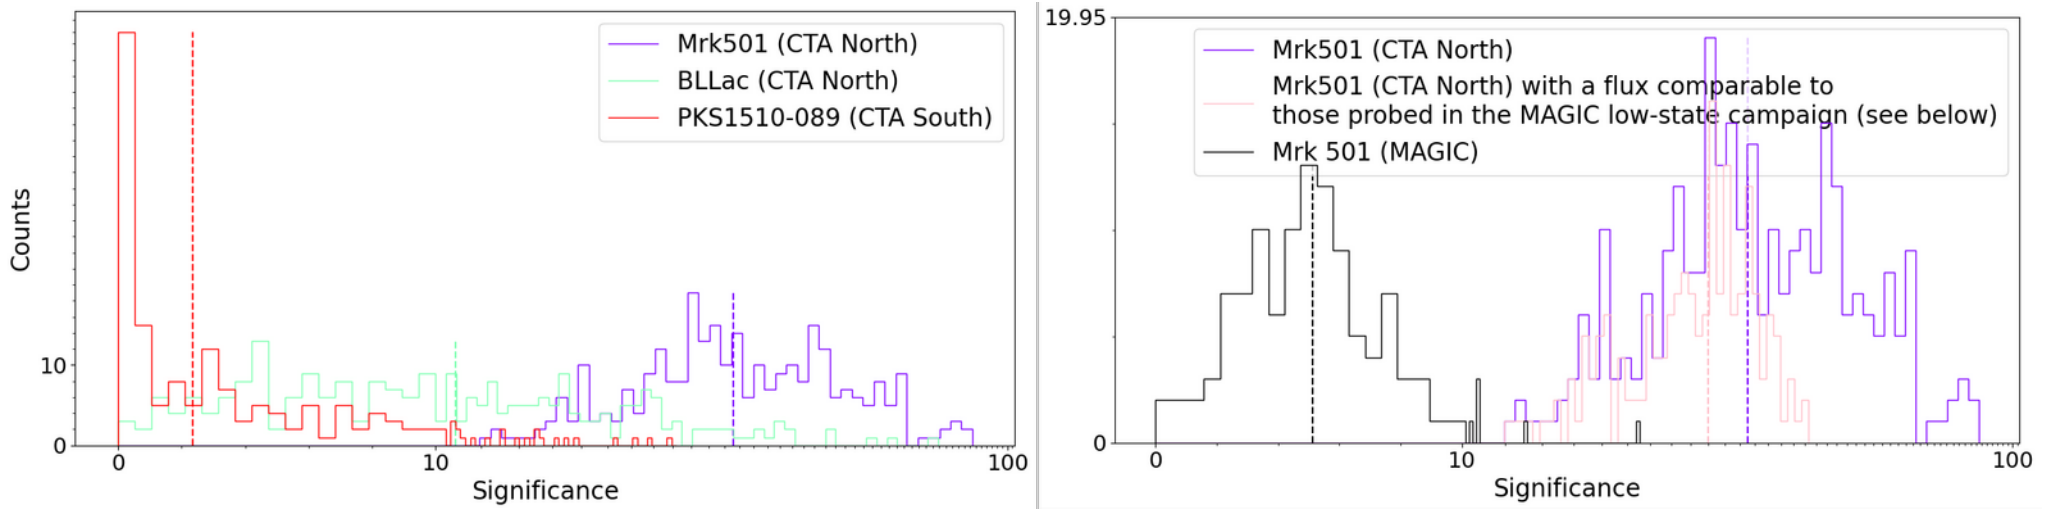 Counts
10
0
Mrk501 (CTA North)
BLLac (CTA North)
PKS1510-089 (CTA South)
0
10
100
Significance
19.95
0
Mrk501 (CTA North)
Mrk501 (CTA North) with a flux comparable to
those probed in the MAGIC low-state campaign (see below)
Mrk 501 (MAGIC)
0
10
100
Significance